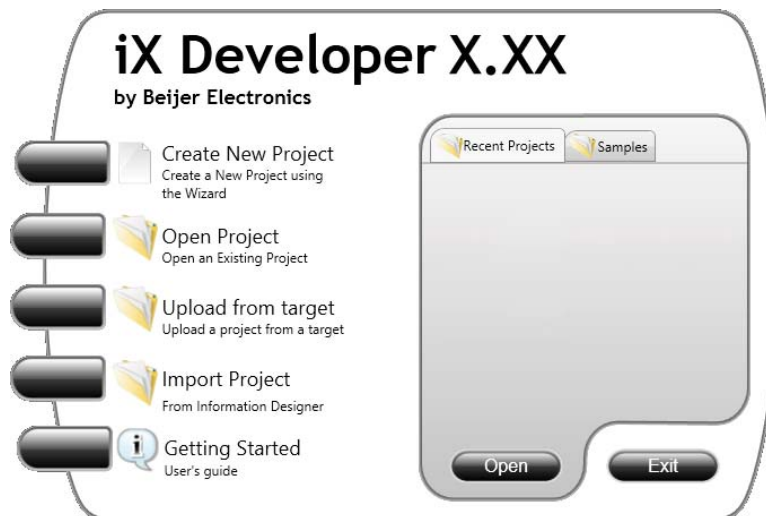 iX Developer X.XX
by Beijer Electronics
Create New Project
Create a New Project using
the Wizard
Open Project
Open an Existing Project
Upload from target
Upload a project from a target
Import Project
From Information Designer
Getting Started
User's guide
Recent Projects
Samples
Open
Exit